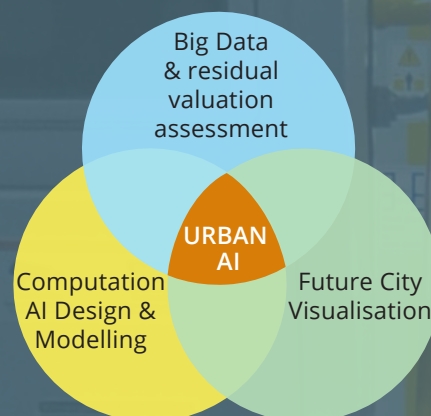 Big Data
& residual
valuation
assessment
URBAN
AI
Computation
AI Design &
Modelling
Future City
Visualisation